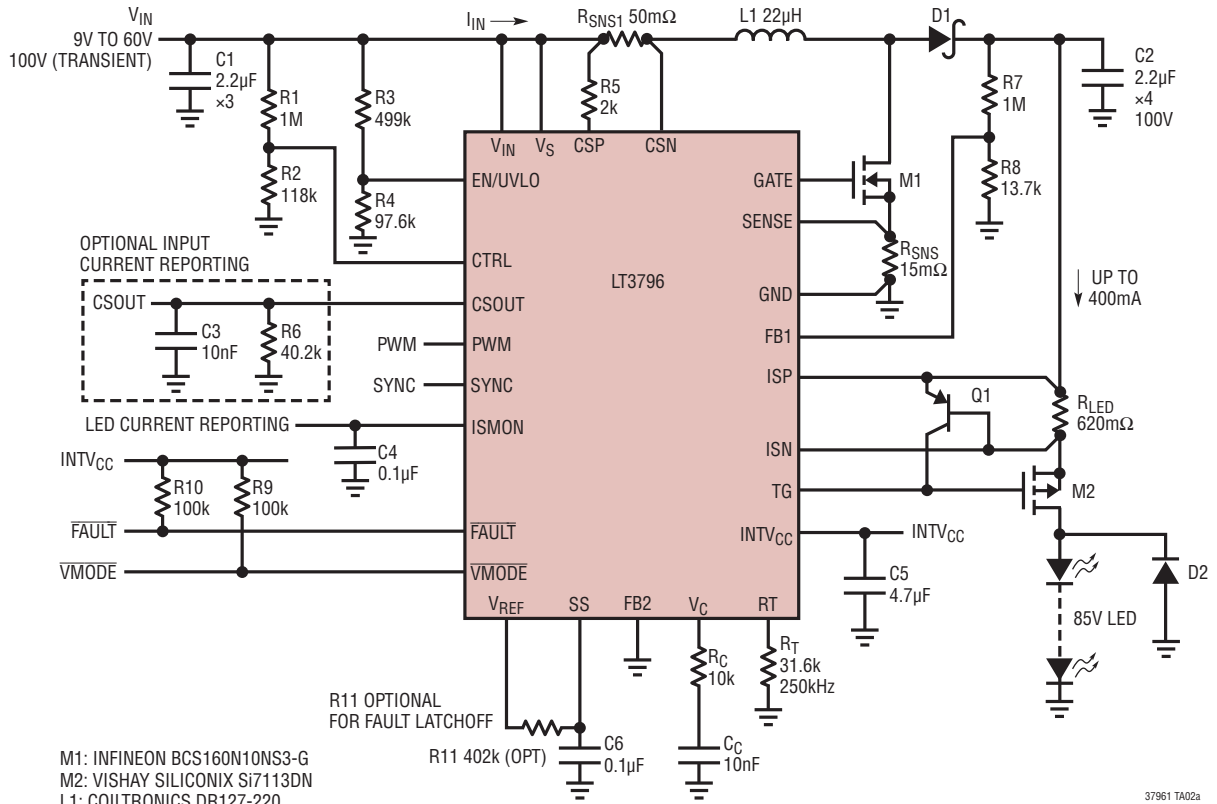 VIN
9V TO 60V
100V (TRANSIENT)
IIN
RSNS1 50mΩ
L1 22µH
D1
C1
2.2µF
×3
R1
1M
R3
499k
R5
2k
R7
1M
C2
2.2µF
×4
100V
R2
118k
R4
97.6k
VIN
VS
CSP
CSN
EN/UVLO
GATE
M1
R8
13.7k
SENSE
OPTIONAL INPUT
CURRENT REPORTING
CTRL
LT3796
RSNS
15mΩ
UP TO
400mA
CSOUT
CSOUT
GND
C3
10nF
R6
40.2k
FB1
PWM
PWM
SYNC
SYNC
ISP
Q1
RLED
620mΩ
LED CURRENT REPORTING
ISMON
ISN
C4
0.1µF
INTVCC
R10
100k
R9
100k
TG
M2
FAULT
FAULT
INTVCC
INTVCC
VMODE
VMODE
C5
4.7µF
D2
VREF
SS
FB2
VC
RT
85V LED
RC
10k
RT
31.6k
250kHz
R11 OPTIONAL
FOR FAULT LATCHOFF
R11 402k (OPT)
C6
0.1µF
CC
10nF
M1: INFINEON BCS160N10NS3-G
M2: VISHAY SILICONIX Si7113DN
L1: COILTRONICS DR127-220
37961 TA02a